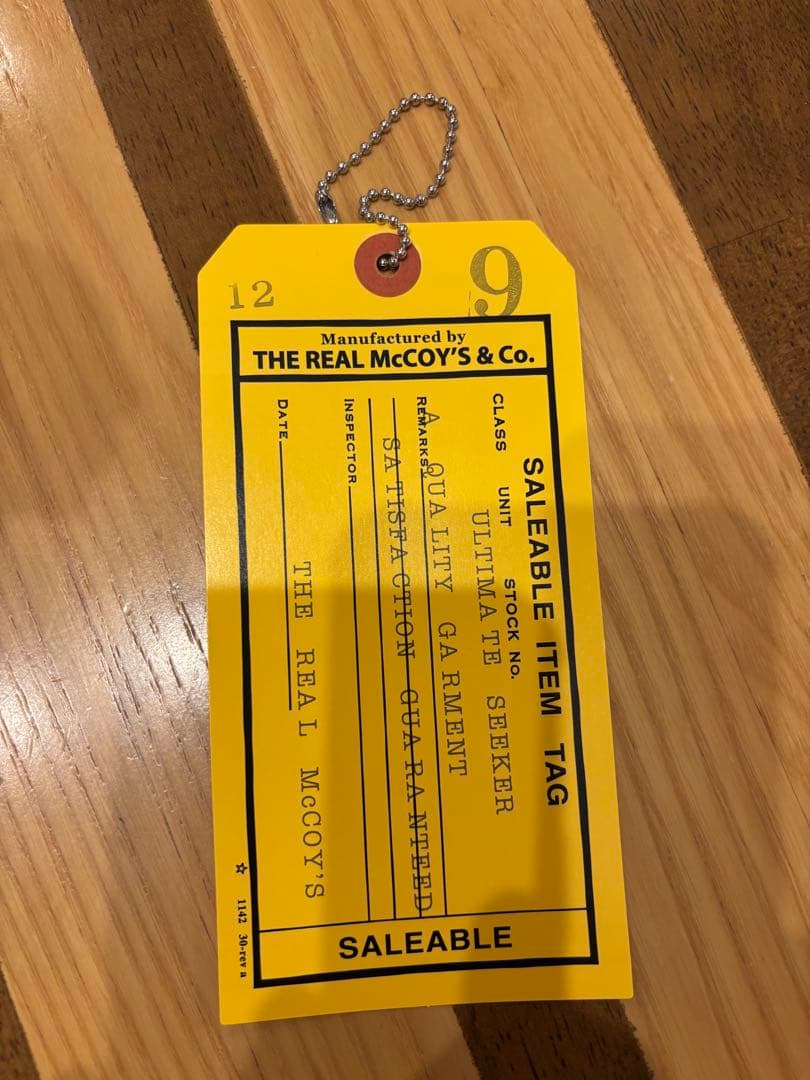 12
9
Manufactured by
THE REAL McCOY'S & Co.
SALEABLE ITEM TAG
CLASS UNIT STOCK No.
ULTIMATE SEEKER
REMARKS
A QUALITY GARMENT
SATISFACTION GUARANTEED
INSPECTOR
DATE
THE REAL McCOY'S
SALEABLE
☆ 1142 30-rev a